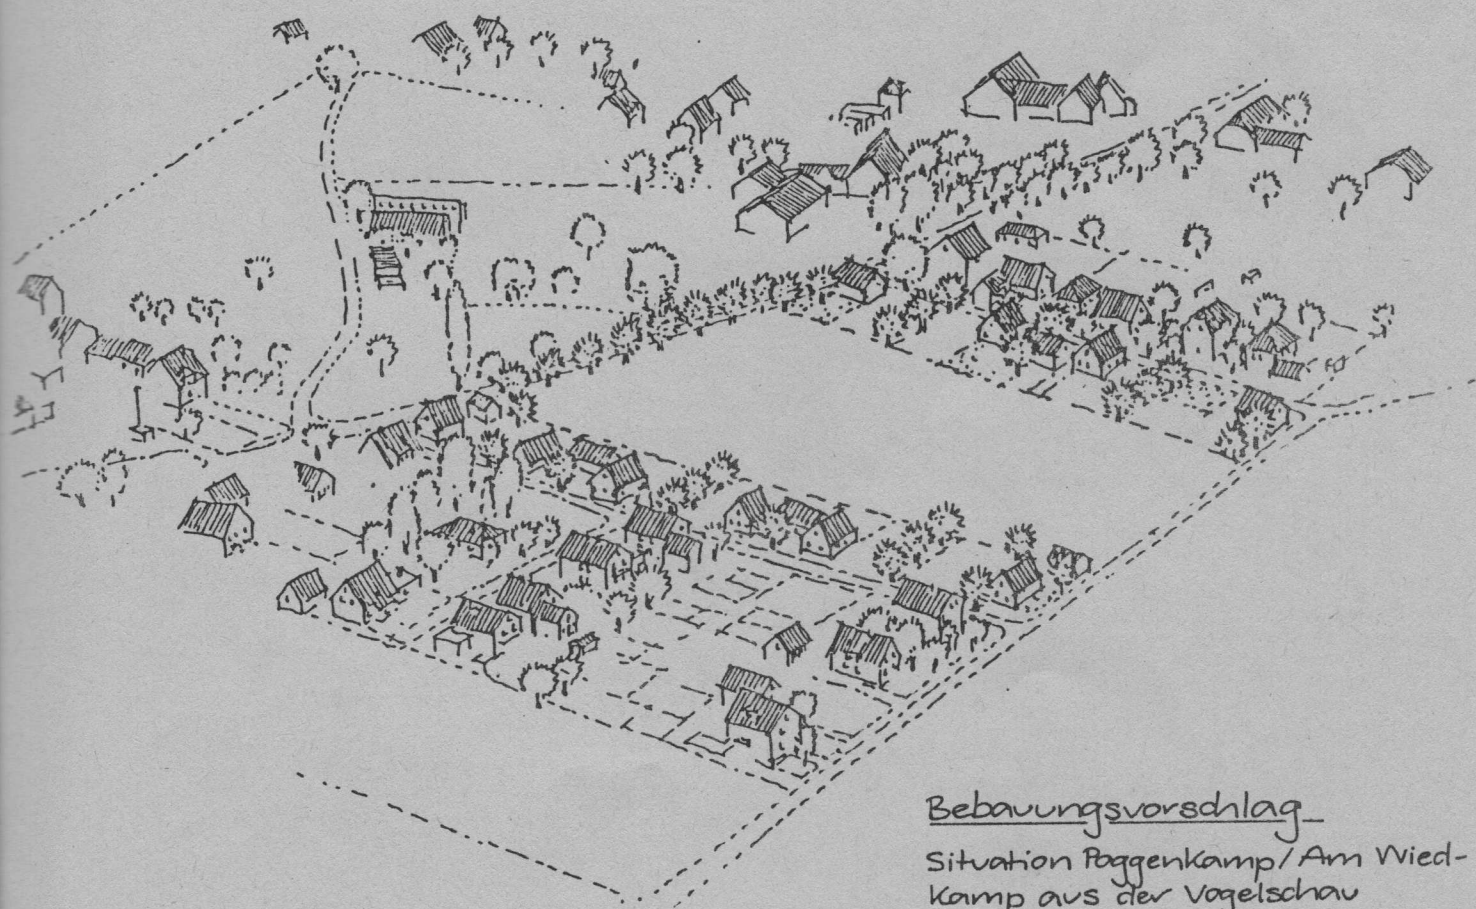 Bebauungsvorschlag
Situation Poggenkamp/Am Wied-
kamp aus der Vogelschau